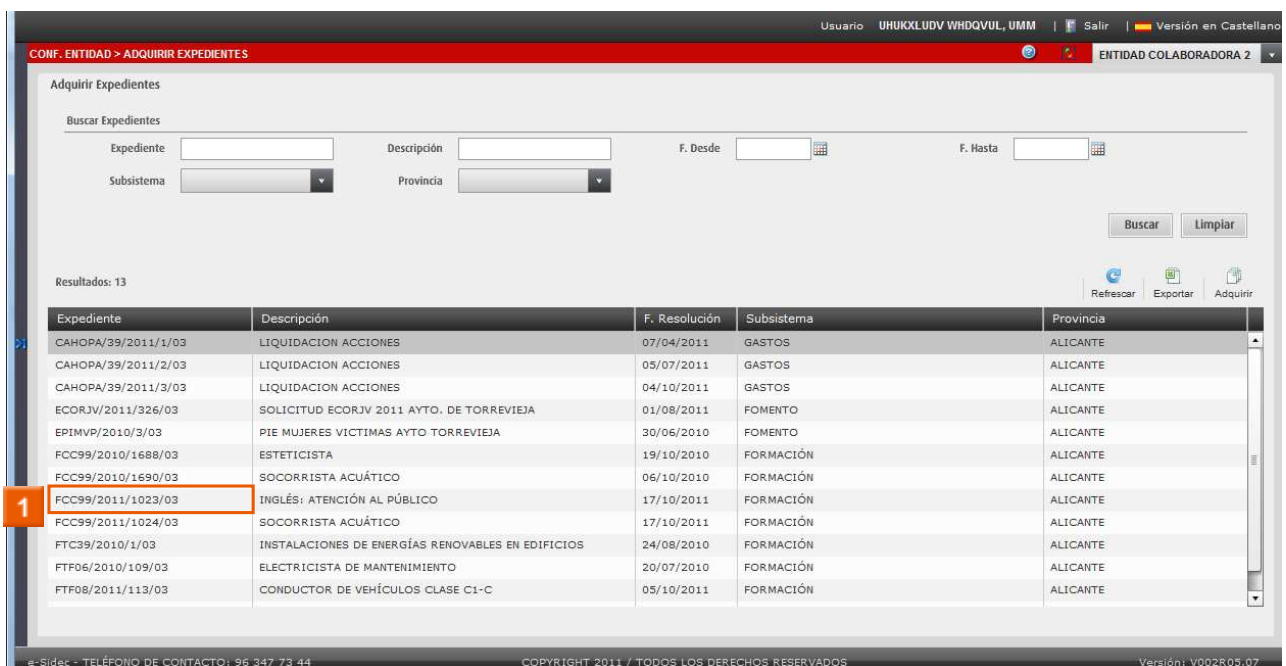 Usuario UHUKXLUDV WHDQVUL, UMM | Salir | Versión en Castellano
CONF. ENTIDAD > ADQUIRIR EXPEDIENTES ENTIDAD COLABORADORA 2
Adquirir Expedientes
Buscar Expedientes
Expediente Descripción F. Desde F. Hasta
Subsistema Provincia
Buscar Limpiar
Resultados: 13
Refrescar Exportar Adquirir
Expediente Descripción F. Resolución Subsistema Provincia
CAHOPA/39/2011/1/03 LIQUIDACION ACCIONES 07/04/2011 GASTOS ALICANTE
CAHOPA/39/2011/2/03 LIQUIDACION ACCIONES 05/07/2011 GASTOS ALICANTE
CAHOPA/39/2011/3/03 LIQUIDACION ACCIONES 04/10/2011 GASTOS ALICANTE
ECORJV/2011/326/03 SOLICITUD ECORJV 2011 AYTO. DE TORREVIEJA 01/08/2011 FOMENTO ALICANTE
EPIMVP/2010/3/03 PIE MUJERES VICTIMAS AYTO TORREVIEJA 30/06/2010 FOMENTO ALICANTE
FCC99/2010/1688/03 ESTETICISTA 19/10/2010 FORMACIÓN ALICANTE
FCC99/2010/1690/03 SOCORRISTA ACUÁTICO 06/10/2010 FORMACIÓN ALICANTE
1 FCC99/2011/1023/03 INGLÉS: ATENCIÓN AL PÚBLICO 17/10/2011 FORMACIÓN ALICANTE
FCC99/2011/1024/03 SOCORRISTA ACUÁTICO 17/10/2011 FORMACIÓN ALICANTE
FTC39/2010/1/03 INSTALACIONES DE ENERGÍAS RENOVABLES EN EDIFICIOS 24/08/2010 FORMACIÓN ALICANTE
FTF06/2010/109/03 ELECTRICISTA DE MANTENIMIENTO 20/07/2010 FORMACIÓN ALICANTE
FTF08/2011/113/03 CONDUCTOR DE VEHÍCULOS CLASE C1-C 05/10/2011 FORMACIÓN ALICANTE
e-Sidec - TELÉFONO DE CONTACTO: 96 347 73 44 COPYRIGHT 2011 / TODOS LOS DERECHOS RESERVADOS Versión: V002R05.07